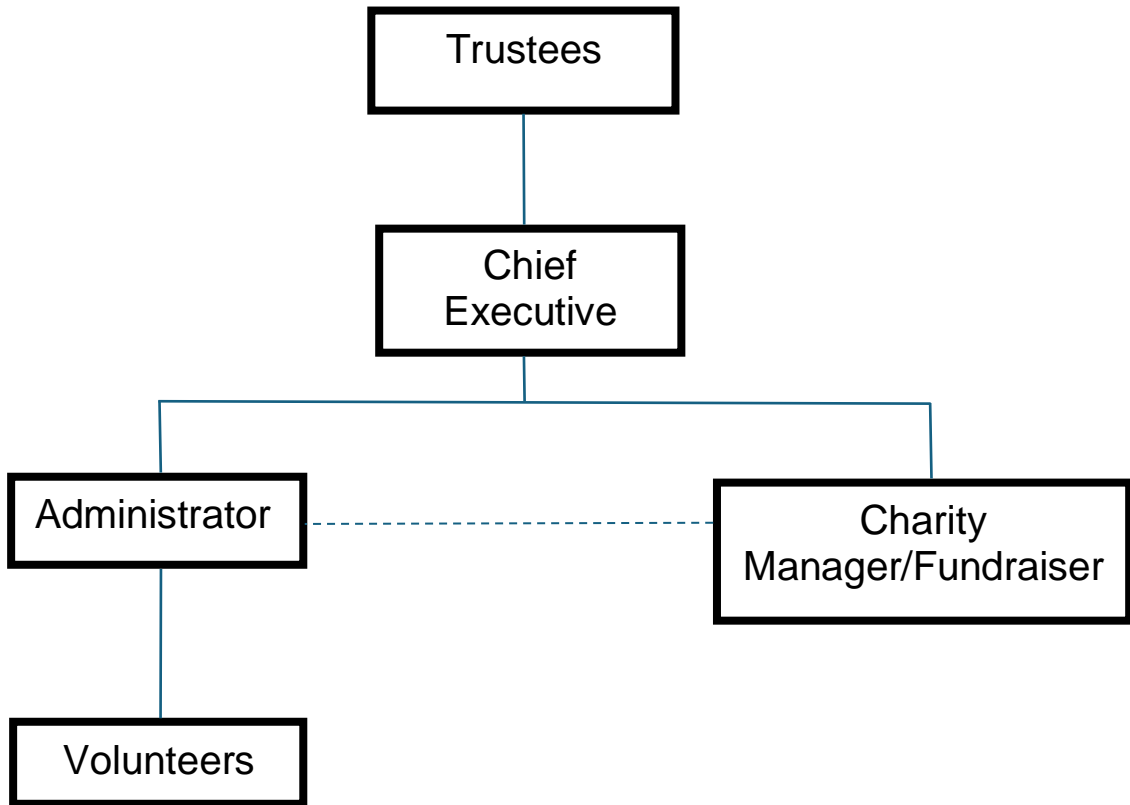 Trustees
Chief
Executive
Administrator
Charity
Manager/Fundraiser
Volunteers